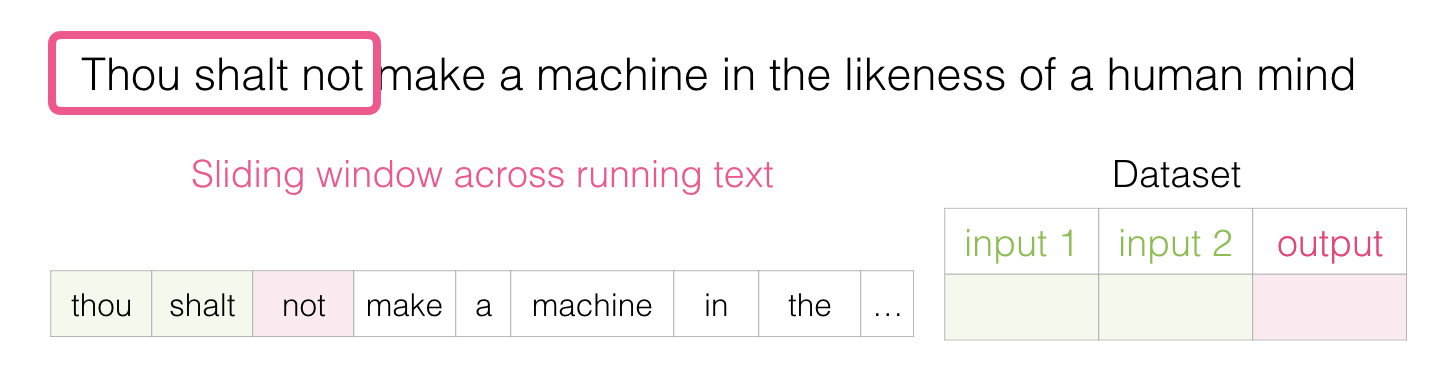 Thou shalt not make a machine in the likeness of a human mind
Sliding window across running text
Dataset
input 1 input 2 output
thou shalt not make a machine in the ...